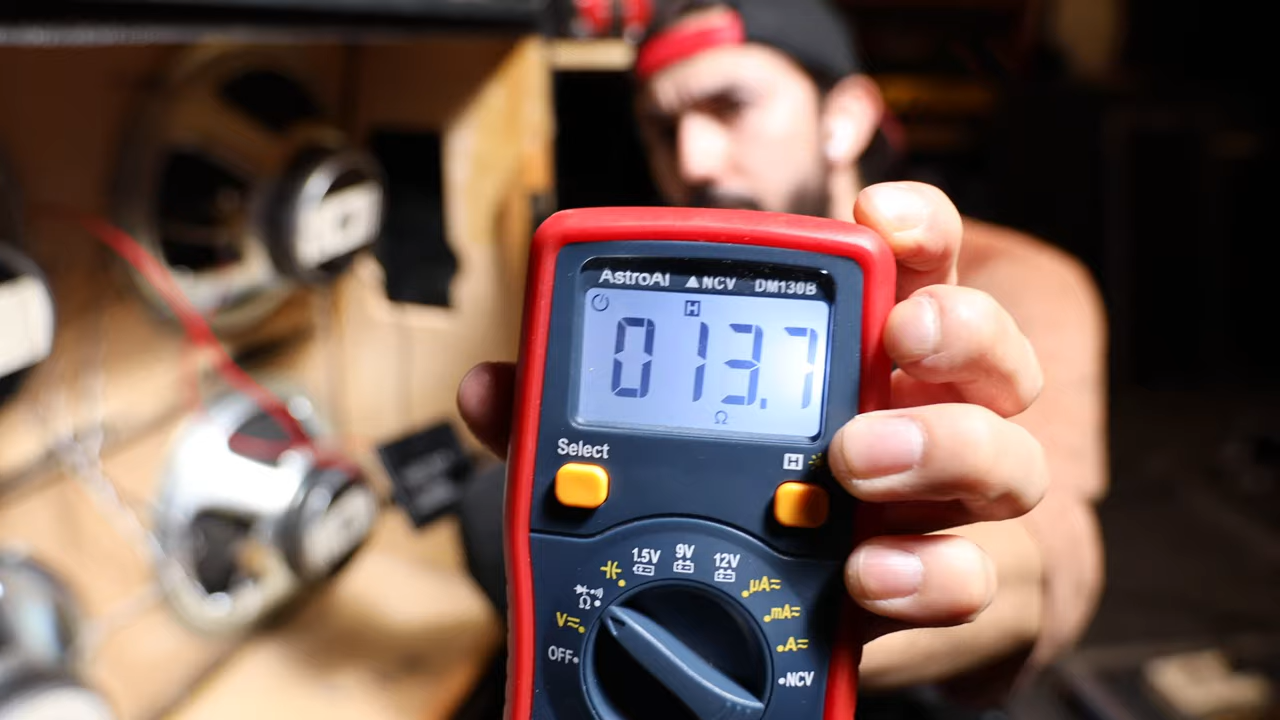 AstroAI ▲NCV DM130B
H
013.7
Ω
Select
H
1.5V 9V 12V
µA
Ω mA
V A
OFF NCV